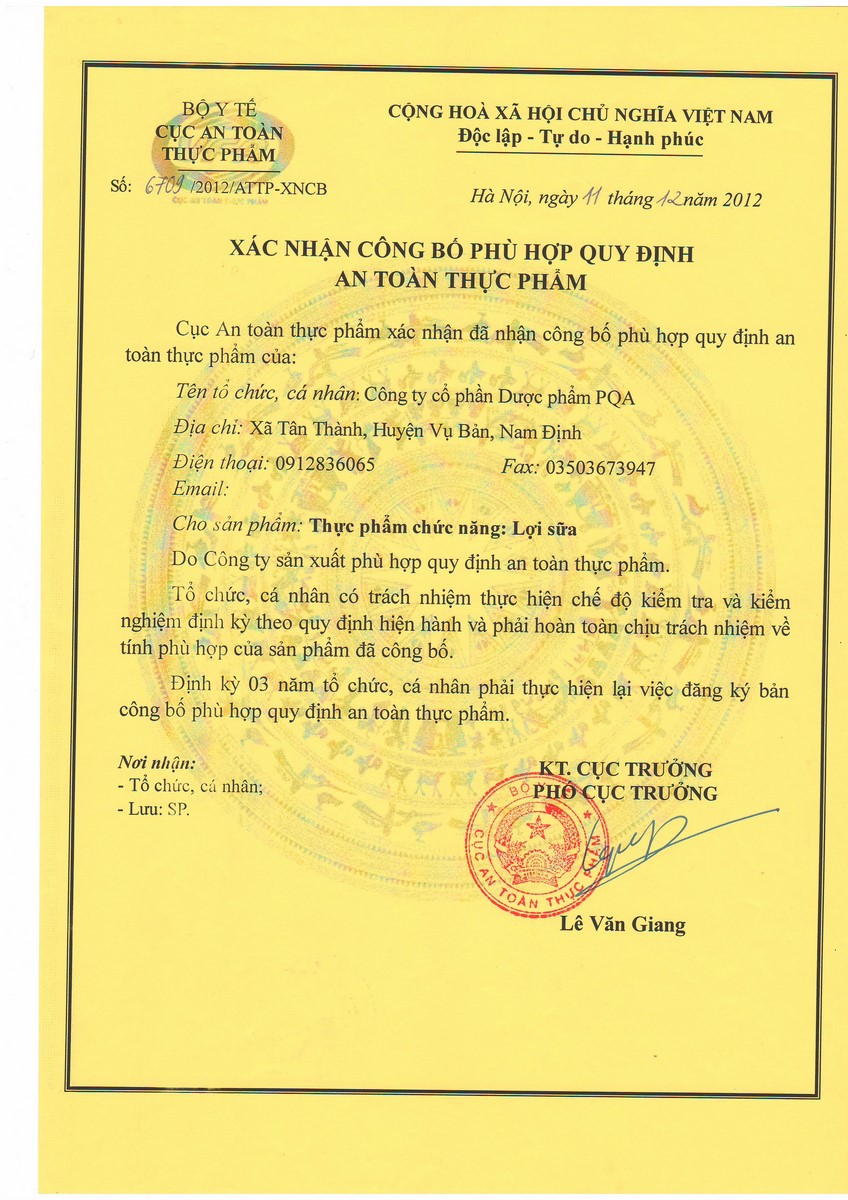 BỘ Y TẾ
CỤC AN TOÀN
THỰC PHẨM
Số: 6709/2012/ATTP-XNCB
CỤC AN TOÀN THỰC PHẨM
CỘNG HOÀ XÃ HỘI CHỦ NGHĨA VIỆT NAM
Độc lập - Tự do - Hạnh phúc
Hà Nội, ngày 11 tháng 12 năm 2012
XÁC NHẬN CÔNG BỐ PHÙ HỢP QUY ĐỊNH
AN TOÀN THỰC PHẨM
Cục An toàn thực phẩm xác nhận đã nhận công bố phù hợp quy định an
toàn thực phẩm của:
Tên tổ chức, cá nhân: Công ty cổ phần Dược phẩm PQA
Địa chỉ: Xã Tân Thành, Huyện Vụ Bản, Nam Định
Điện thoại: 0912836065 Fax: 03503673947
Email:
Cho sản phẩm: Thực phẩm chức năng: Lợi sữa
Do Công ty sản xuất phù hợp quy định an toàn thực phẩm.
Tổ chức, cá nhân có trách nhiệm thực hiện chế độ kiểm tra và kiểm
nghiệm định kỳ theo quy định hiện hành và phải hoàn toàn chịu trách nhiệm về
tính phù hợp của sản phẩm đã công bố.
Định kỳ 03 năm tổ chức, cá nhân phải thực hiện lại việc đăng ký bản
công bố phù hợp quy định an toàn thực phẩm.
Nơi nhận:
- Tổ chức, cá nhân;
- Lưu: SP.
KT. CỤC TRƯỞNG
PHÓ CỤC TRƯỞNG
BỘ Y
CỤC AN TOÀN THỰC PHẨM
Lê Văn Giang